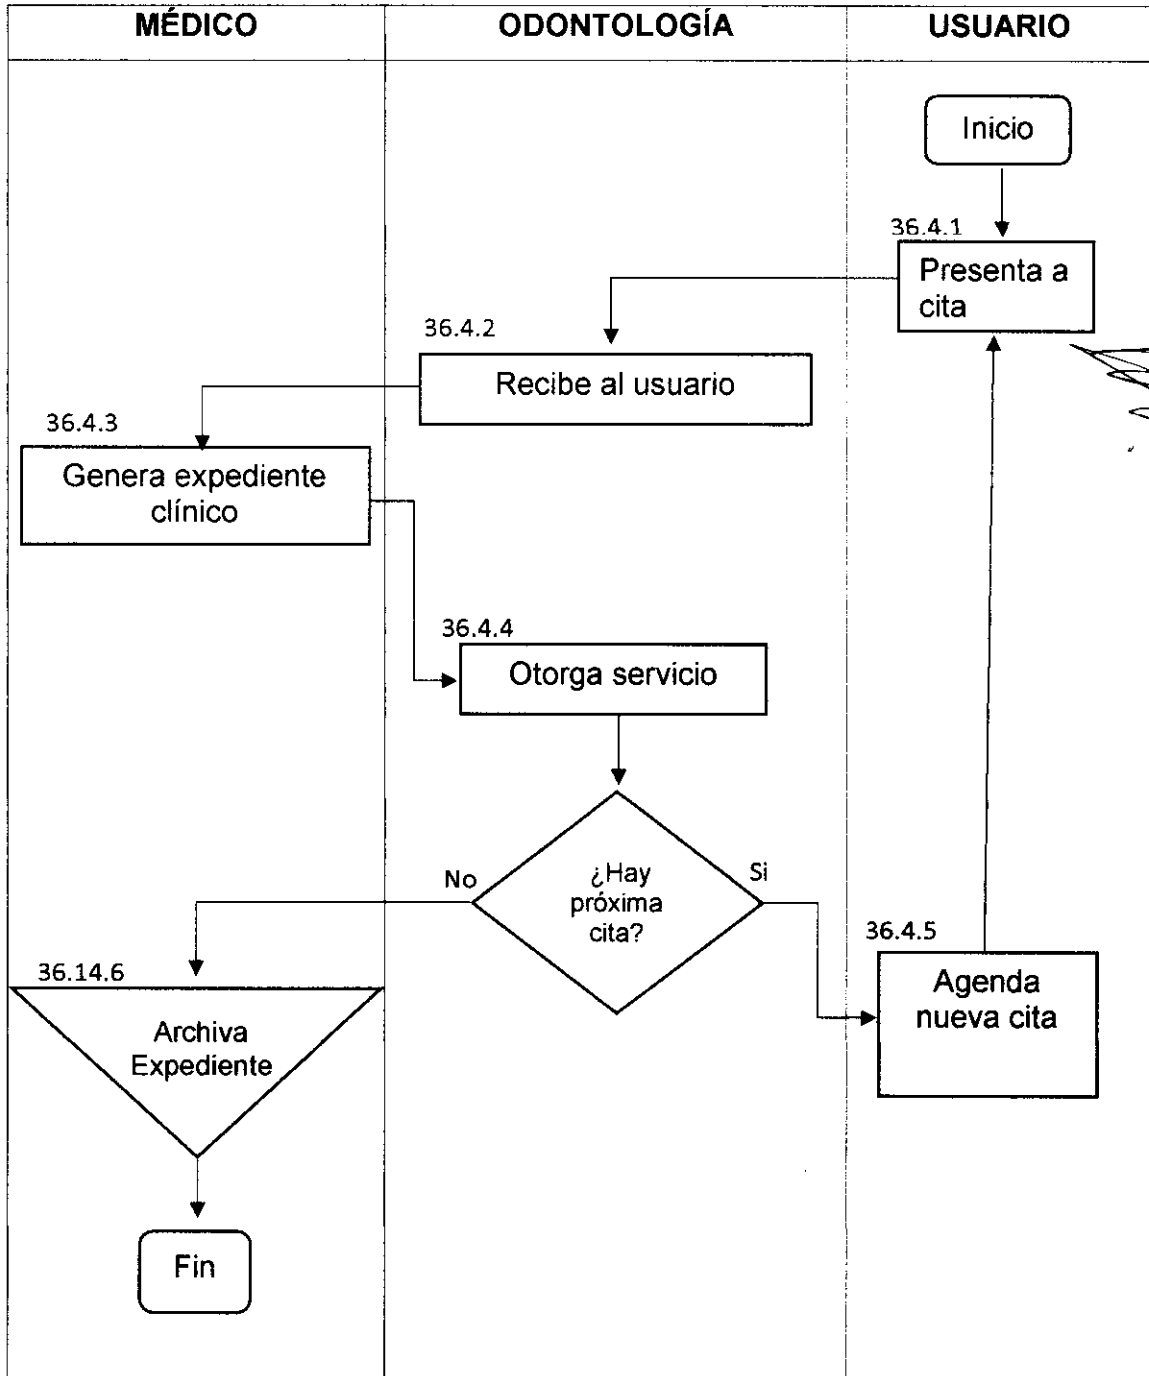 MÉDICO
ODONTOLOGÍA
USUARIO
Inicio
36.4.1
Presenta a
cita
36.4.2
Recibe al usuario
36.4.3
Genera expediente
clínico
36.4.4
Otorga servicio
¿Hay
próxima
cita?
No
Si
36.4.5
Agenda
nueva cita
36.14.6
Archiva
Expediente
Fin